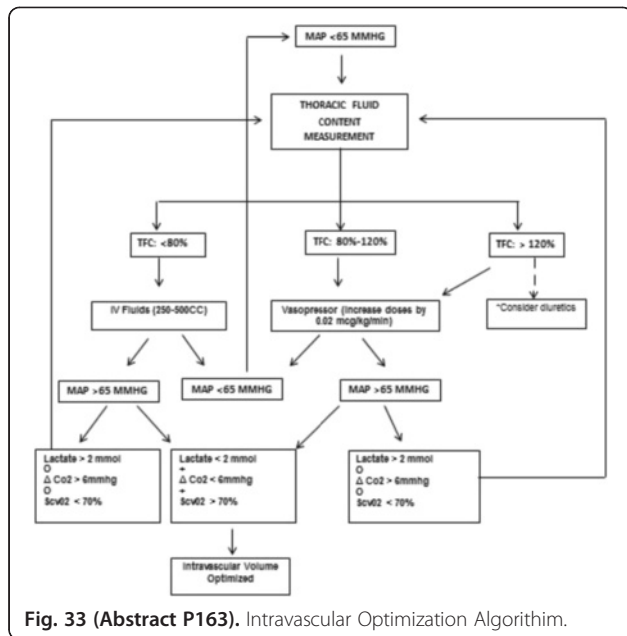 MAP <65 MMHG
THORACIC FLUID
CONTENT
MEASUREMENT
TFC: <80%
TFC: 80%-120%
TFC: > 120%
IV Fluids (250-500CC)
Vasopressor (increase doses by
0.02 mcg/kg/min)
*Consider diuretics
MAP >65 MMHG
MAP <65 MMHG
MAP >65 MMHG
Lactate > 2 mmol
O
Δ Co2 > 6mmhg
O
Scv02 < 70%
Lactate < 2 mmol
+
Δ Co2 < 6mmhg
+
Scv02 > 70%
Lactate > 2 mmol
O
Δ Co2 > 6mmhg
O
Scv02 < 70%
Intravascular Volume
Optimized
Fig. 33 (Abstract P163). Intravascular Optimization Algorithim.